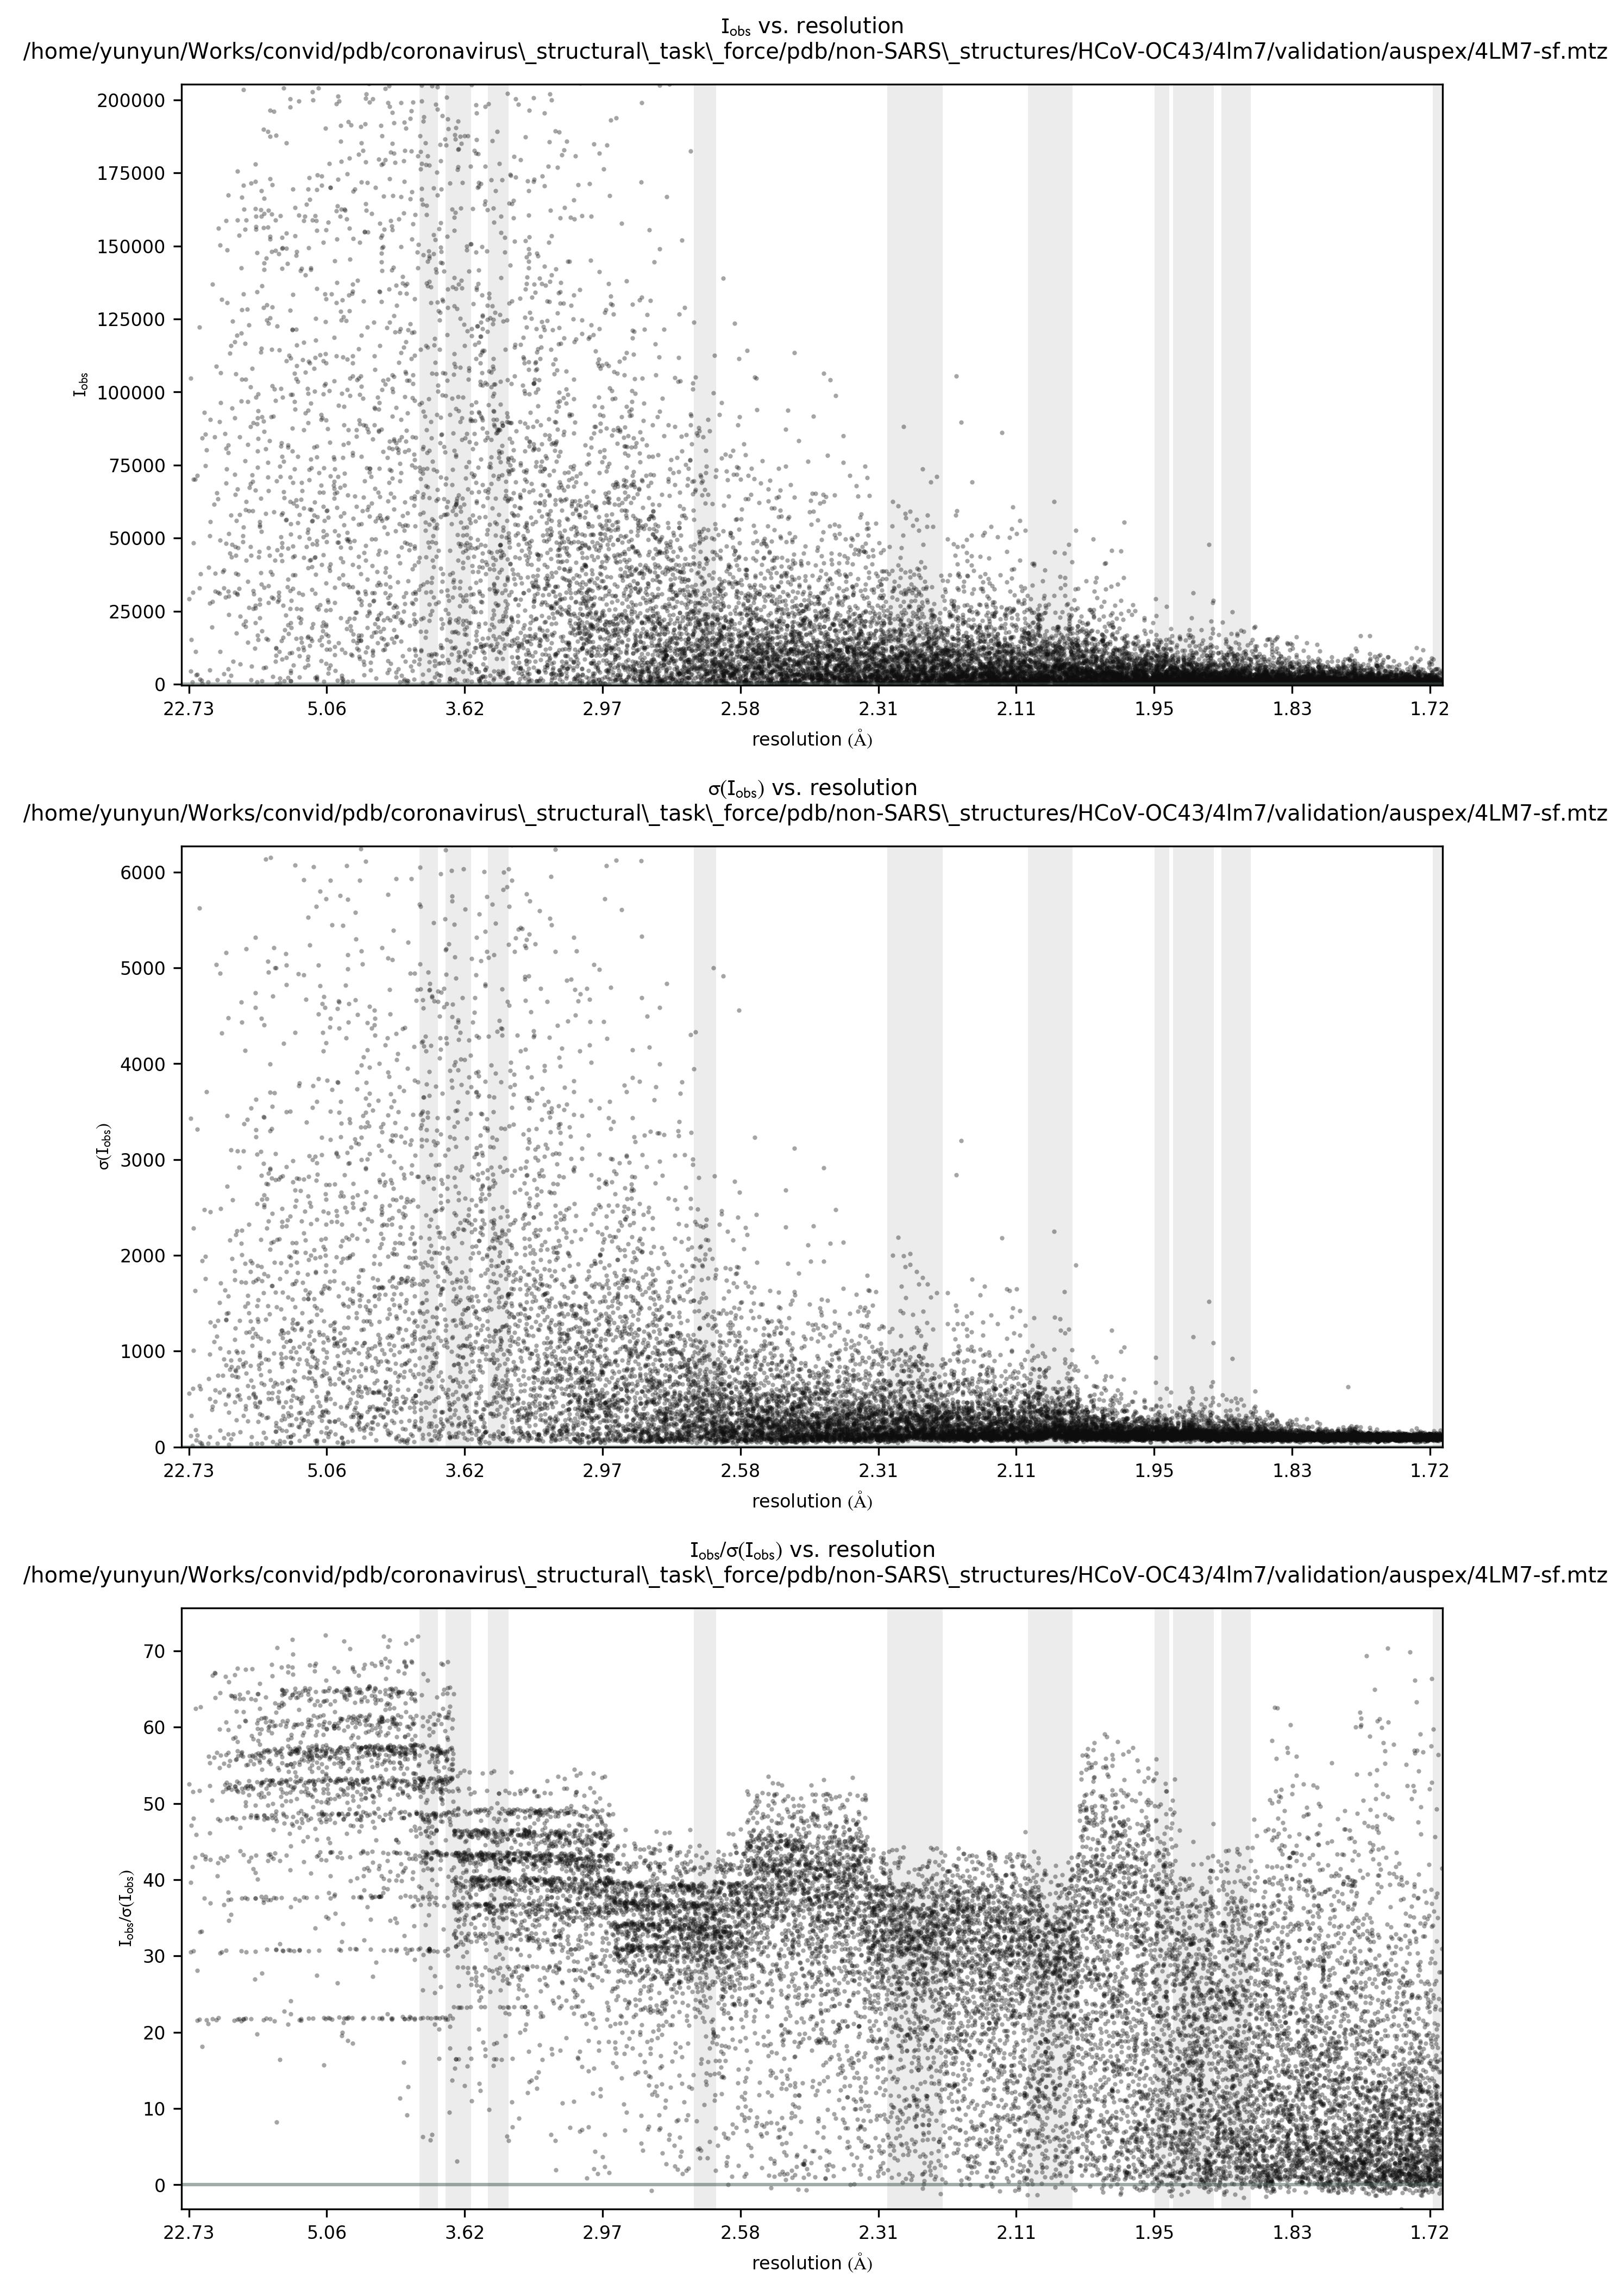 Iobs vs. resolution
/home/yunyun/Works/convid/pdb/coronavirus\_structural\_task\_force/pdb/non-SARS\_structures/HCoV-OC43/4lm7/validation/auspex/4LM7-sf.mtz
200000
175000
150000
125000
100000
75000
50000
25000
0
Iobs
22.73 5.06 3.62 2.97 2.58 2.31 2.11 1.95 1.83 1.72
resolution (Å)
σ(Iobs) vs. resolution
/home/yunyun/Works/convid/pdb/coronavirus\_structural\_task\_force/pdb/non-SARS\_structures/HCoV-OC43/4lm7/validation/auspex/4LM7-sf.mtz
6000
5000
4000
3000
2000
1000
0
σ(Iobs)
22.73 5.06 3.62 2.97 2.58 2.31 2.11 1.95 1.83 1.72
resolution (Å)
Iobs/σ(Iobs) vs. resolution
/home/yunyun/Works/convid/pdb/coronavirus\_structural\_task\_force/pdb/non-SARS\_structures/HCoV-OC43/4lm7/validation/auspex/4LM7-sf.mtz
70
60
50
40
30
20
10
0
Iobs/σ(Iobs)
22.73 5.06 3.62 2.97 2.58 2.31 2.11 1.95 1.83 1.72
resolution (Å)